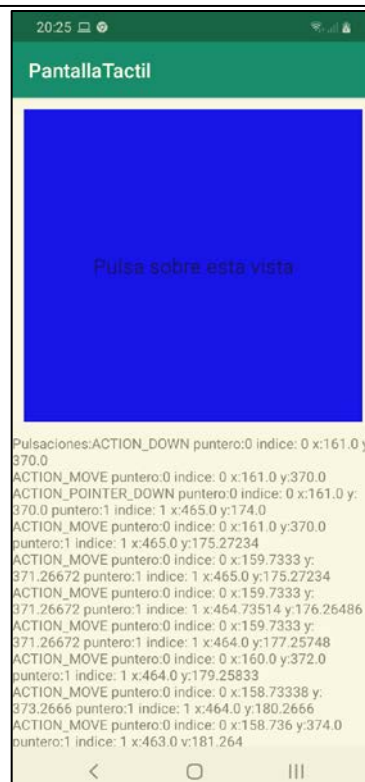 20:25
PantallaTactil
Pulsa sobre esta vista
Pulsaciones:ACTION_DOWN puntero:0 indice: 0 x:161.0 y
370.0
ACTION_MOVE puntero:0 indice: 0 x:161.0 y:370.0
ACTION_POINTER_DOWN puntero:0 indice: 0 x:161.0 y:
370.0 puntero:1 indice: 1 x:465.0 y:174.0
ACTION_MOVE puntero:0 indice: 0 x:161.0 y:370.0
puntero:1 indice: 1 x:465.0 y:175.27234
ACTION_MOVE puntero:0 indice: 0 x:159.7333 y:
371.26672 puntero:1 indice: 1 x:465.0 y:175.27234
ACTION_MOVE puntero:0 indice: 0 x:159.7333 y:
371.26672 puntero:1 indice: 1 x:464.73514 y:176.26486
ACTION_MOVE puntero:0 indice: 0 x:159.7333 y:
371.26672 puntero:1 indice: 1 x:464.0 y:177.25748
ACTION_MOVE puntero:0 indice: 0 x:160.0 y:372.0
puntero:1 indice: 1 x:464.0 y:179.25833
ACTION_MOVE puntero:0 indice: 0 x:158.73338 y:
373.2666 puntero:1 indice: 1 x:464.0 y:180.2666
ACTION_MOVE puntero:0 indice: 0 x:158.736 y:374.0
puntero:1 indice: 1 x:463.0 y:181.264